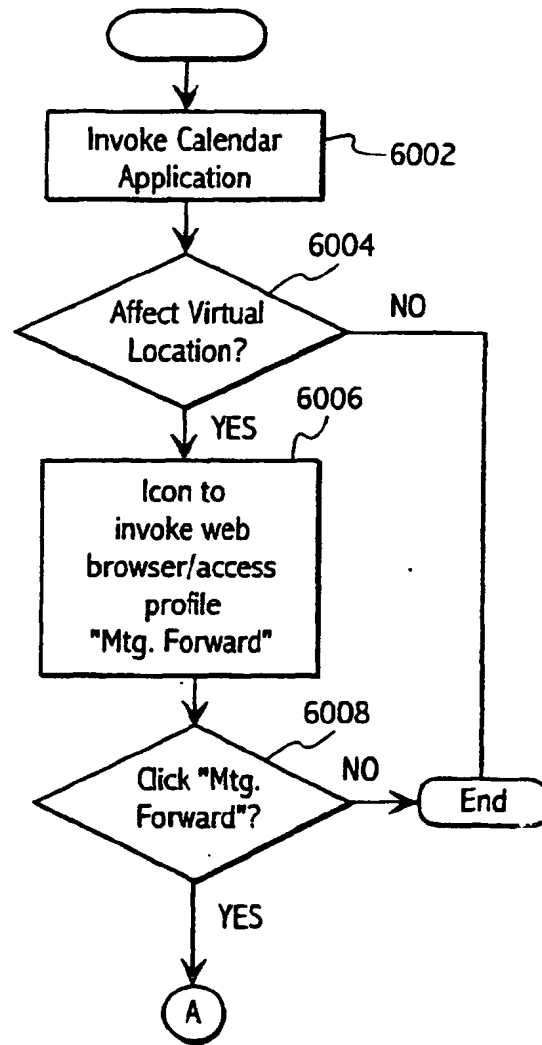 Invoke Calendar
Application
6002
6004
Affect Virtual
Location?
NO
YES
6006
Icon to
invoke web
browser/access
profile
"Mtg. Forward"
6008
Click "Mtg.
Forward"?
NO
End
YES
A